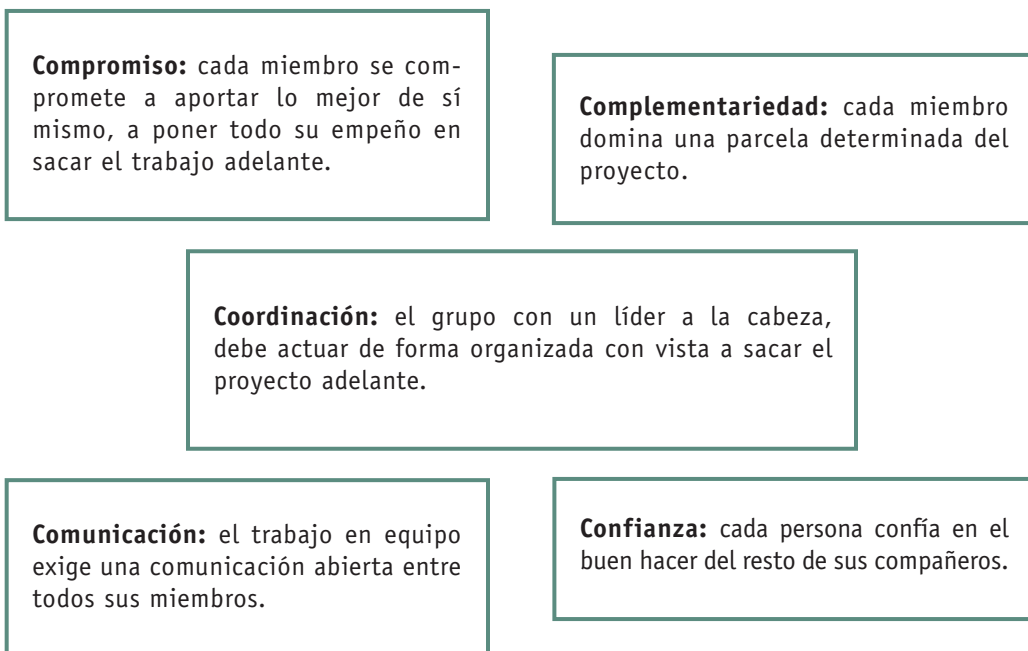 Compromiso: cada miembro se com-
promete a aportar lo mejor de sí
mismo, a poner todo su empeño en
sacar el trabajo adelante.
Complementariedad: cada miembro
domina una parcela determinada del
proyecto.
Coordinación: el grupo con un líder a la cabeza,
debe actuar de forma organizada con vista a sacar el
proyecto adelante.
Comunicación: el trabajo en equipo
exige una comunicación abierta entre
todos sus miembros.
Confianza: cada persona confía en el
buen hacer del resto de sus compañeros.